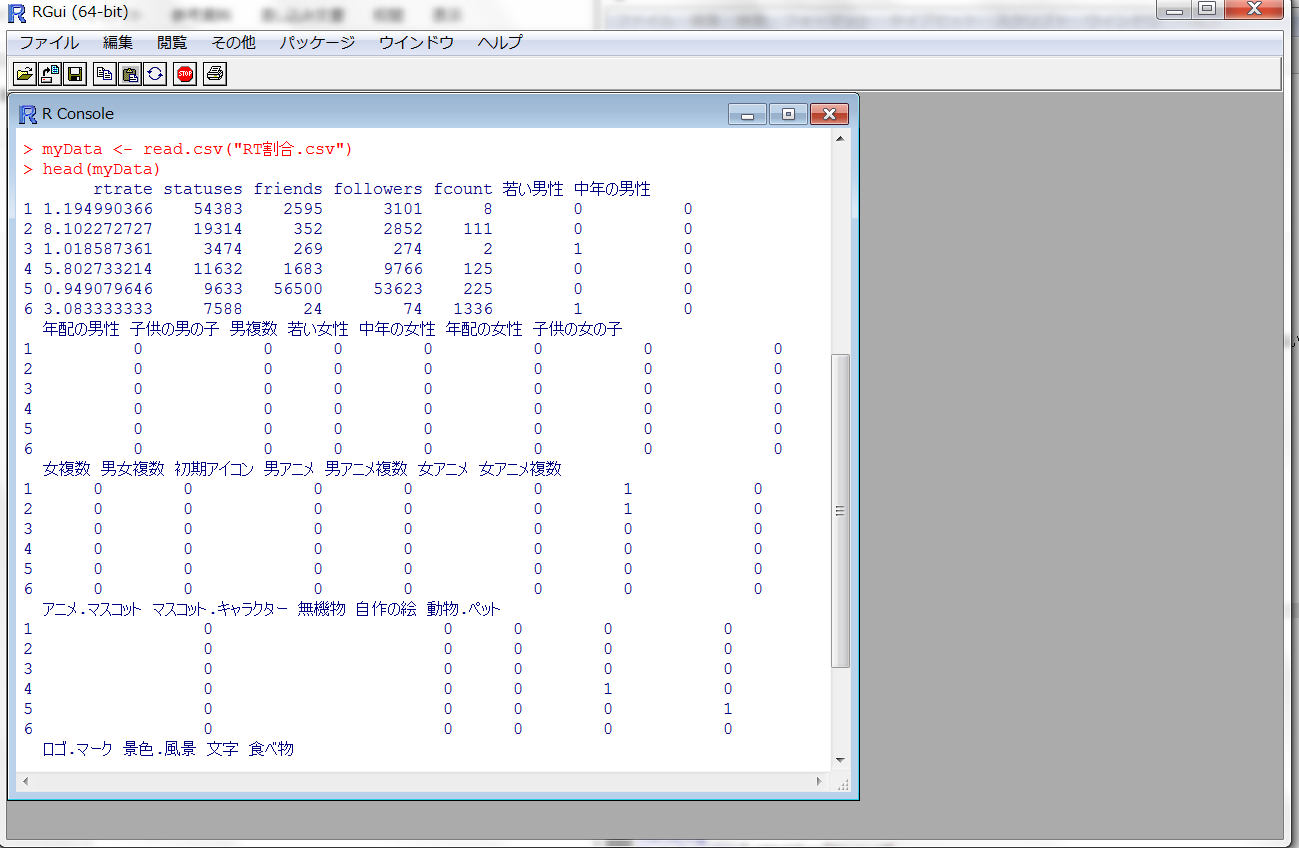 RGui (64-bit)
ファイル 編集 閲覧 その他 パッケージ ウインドウ ヘルプ
STOP
R Console
> myData <- read.csv("RT割合.csv")
> head(myData)
rtrate statuses friends followers fcount 若い男性 中年の男性
1 1.194990366 54383 2595 3101 8 0 0
2 8.102272727 19314 352 2852 111 0 0
3 1.018587361 3474 269 274 2 1 0
4 5.802733214 11632 1683 9766 125 0 0
5 0.949079646 9633 56500 53623 225 0 0
6 3.083333333 7588 24 74 1336 1 0
年配の男性 子供の男の子 男複数 若い女性 中年の女性 年配の女性 子供の女の子
1 0 0 0 0 0 0 0
2 0 0 0 0 0 0 0
3 0 0 0 0 0 0 0
4 0 0 0 0 0 0 0
5 0 0 0 0 0 0 0
6 0 0 0 0 0 0 0
女複数 男女複数 初期アイコン 男アニメ 男アニメ複数 女アニメ 女アニメ複数
1 0 0 0 0 0 1 0
2 0 0 0 0 0 1 0
3 0 0 0 0 0 0 0
4 0 0 0 0 0 0 0
5 0 0 0 0 0 0 0
6 0 0 0 0 0 0 0
アニメ.マスコット マスコット.キャラクター 無機物 自作の絵 動物.ペット
1 0 0 0 0 0
2 0 0 0 0 0
3 0 0 0 0 0
4 0 0 0 1 0
5 0 0 0 0 1
6 0 0 0 0 0
ロゴ.マーク 景色.風景 文字 食べ物